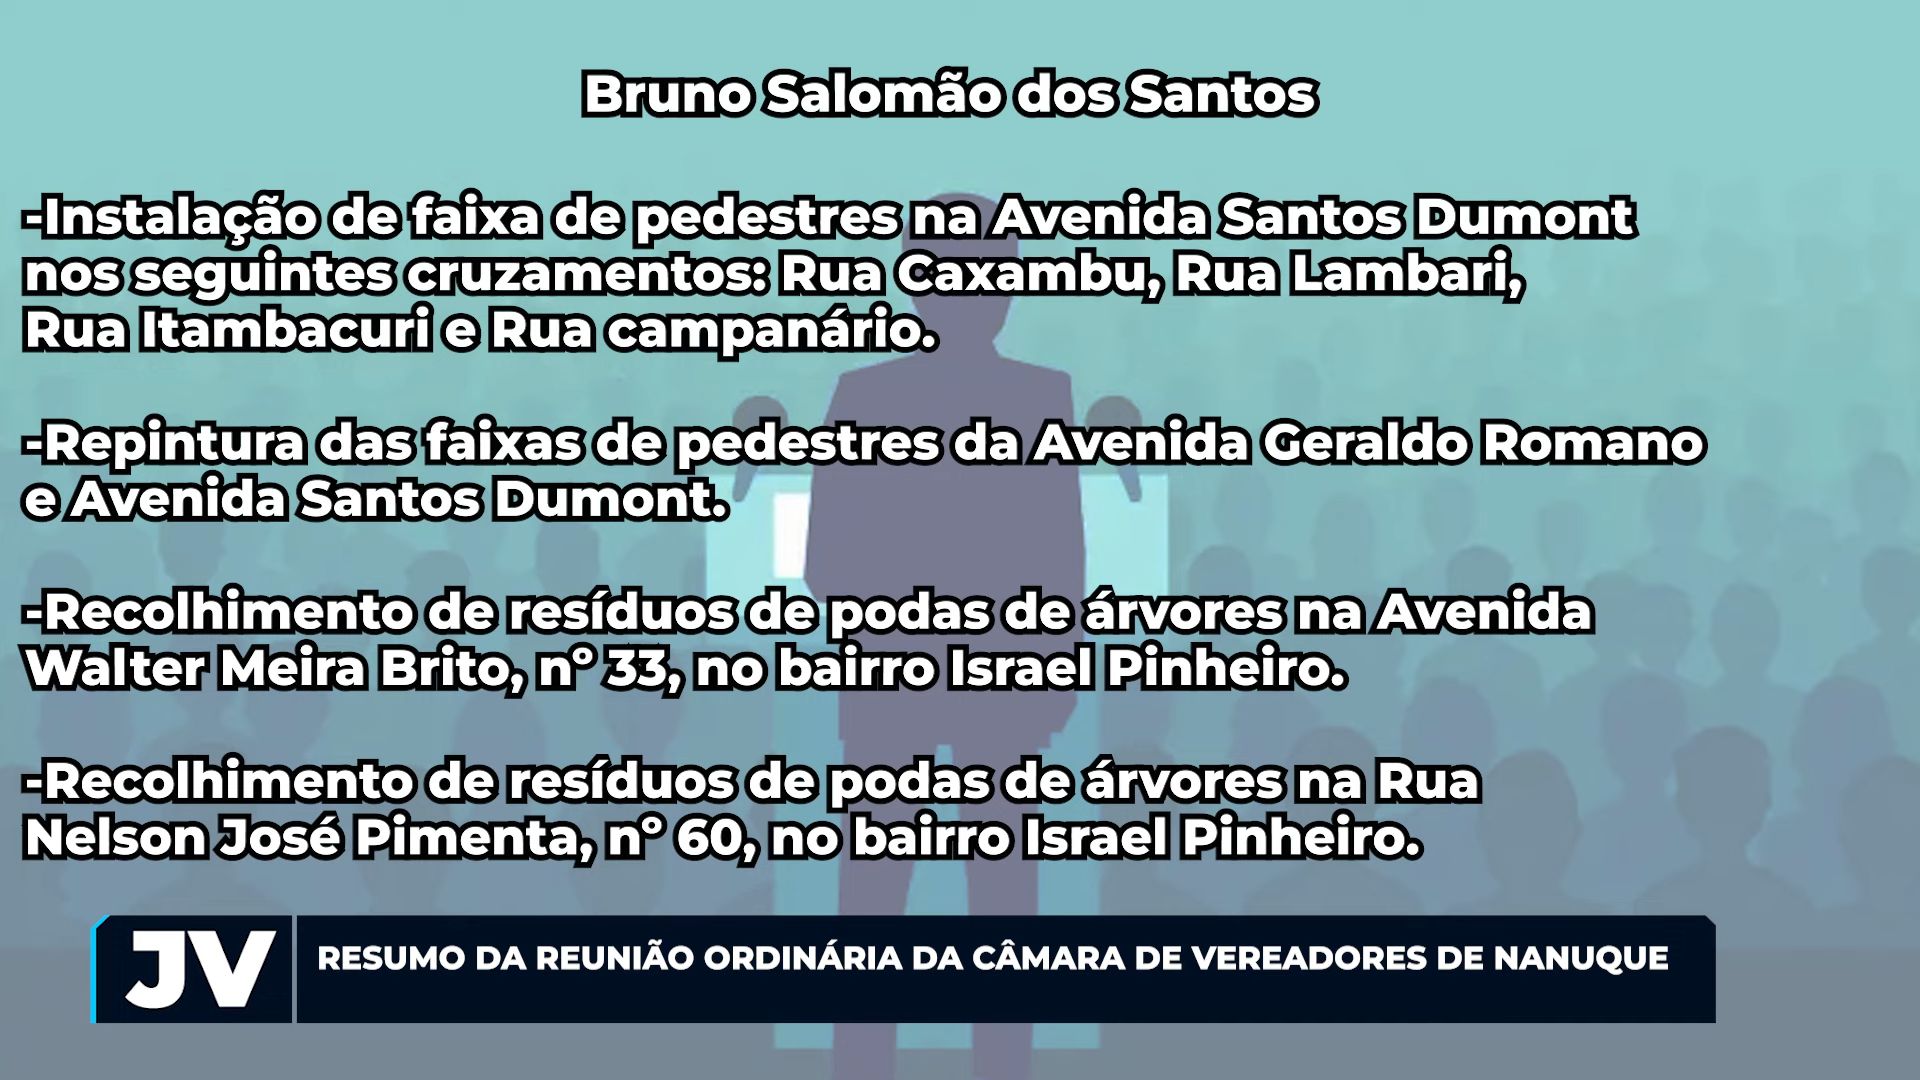 Bruno Salomão dos Santos
-Instalação de faixa de pedestres na Avenida Santos Dumont
nos seguintes cruzamentos: Rua Caxambu, Rua Lambari,
Rua Itambacuri e Rua campanário.
-Repintura das faixas de pedestres da Avenida Geraldo Romano
e Avenida Santos Dumont.
-Recolhimento de resíduos de podas de árvores na Avenida
Walter Meira Brito, nº 33, no bairro Israel Pinheiro.
-Recolhimento de resíduos de podas de árvores na Rua
Nelson José Pimenta, nº 60, no bairro Israel Pinheiro.
JV
RESUMO DA REUNIÃO ORDINÁRIA DA CÂMARA DE VEREADORES DE NANUQUE